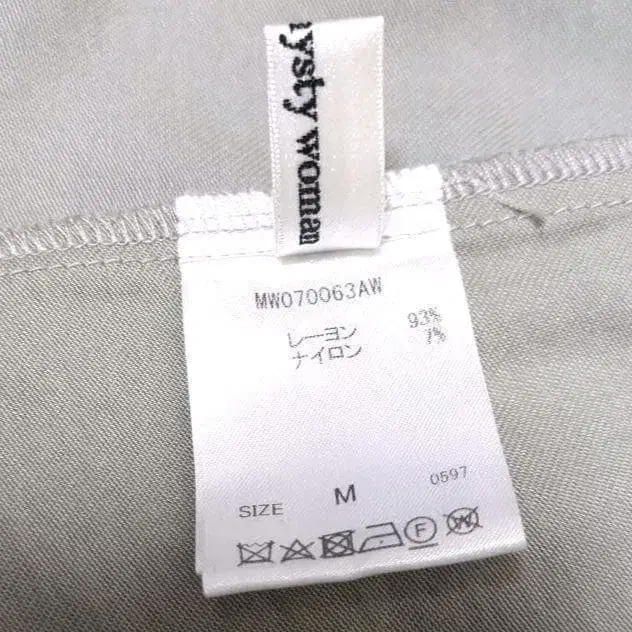 ysty woman
MW070063AW
レーヨン 93%
ナイロン 7%
SIZE M 0597
F
W